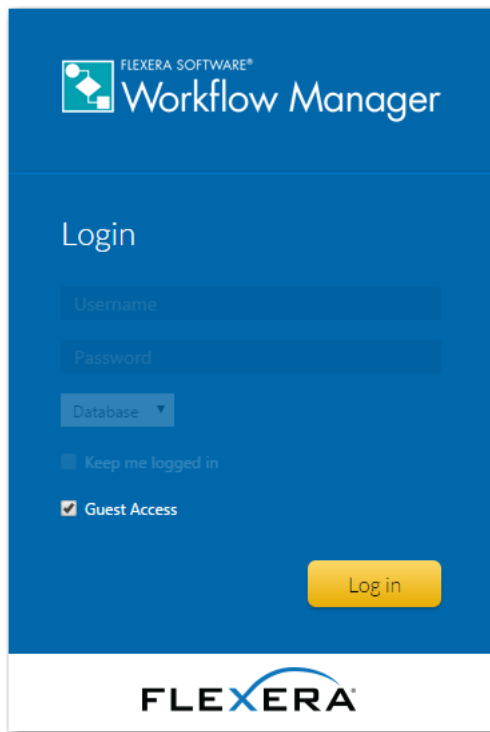 FLEXERA SOFTWARE®
Workflow Manager
Login
Username
Password
Database
Keep me logged in
Guest Access
Log in
FLEXERA